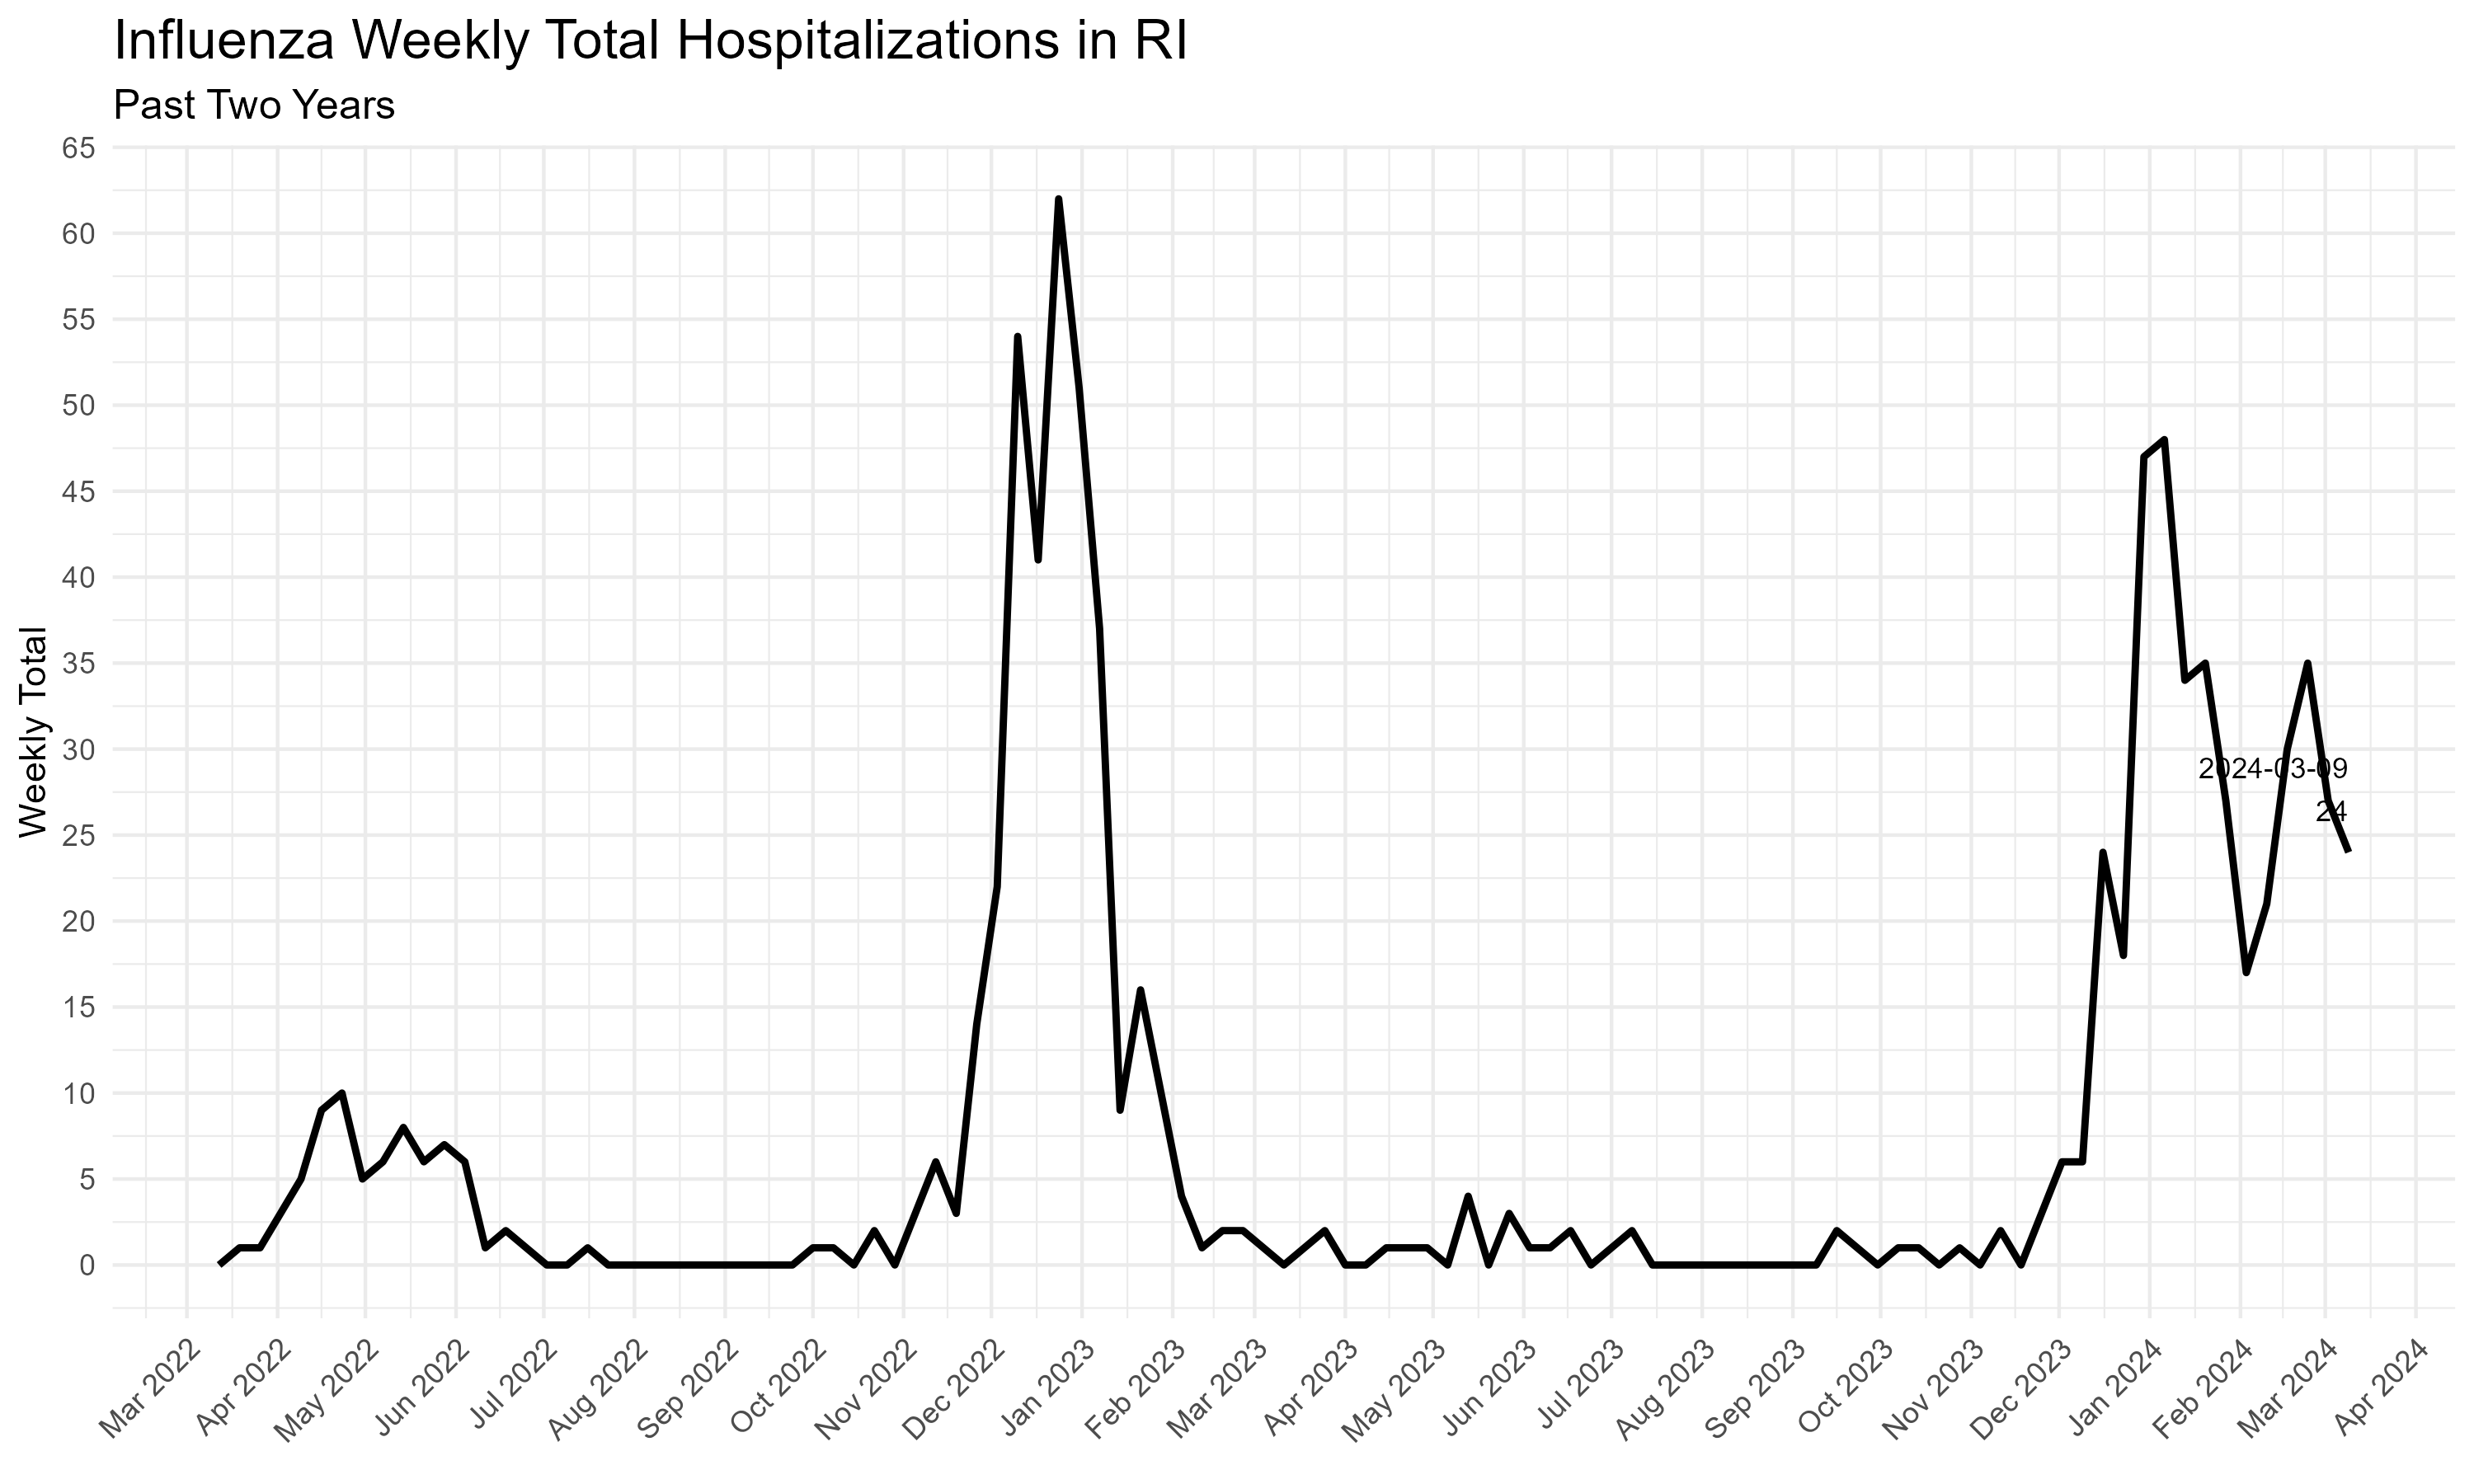 Influenza Weekly Total Hospitalizations in RI
Past Two Years
Weekly Total
65
60
55
50
45
40
35
30
25
20
15
10
5
0
2024-03-09
24
Mar 2022
Apr 2022
May 2022
Jun 2022
Jul 2022
Aug 2022
Sep 2022
Oct 2022
Nov 2022
Dec 2022
Jan 2023
Feb 2023
Mar 2023
Apr 2023
May 2023
Jun 2023
Jul 2023
Aug 2023
Sep 2023
Oct 2023
Nov 2023
Dec 2023
Jan 2024
Feb 2024
Mar 2024
Apr 2024